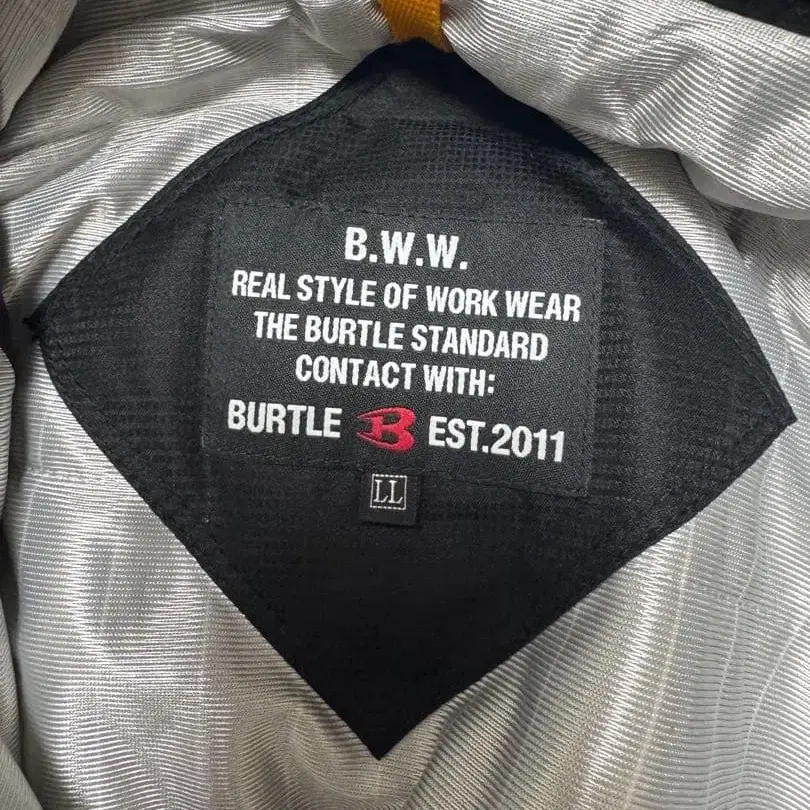 B.W.W.
REAL STYLE OF WORK WEAR
THE BURTLE STANDARD
CONTACT WITH:
BURTLE B EST.2011
LL